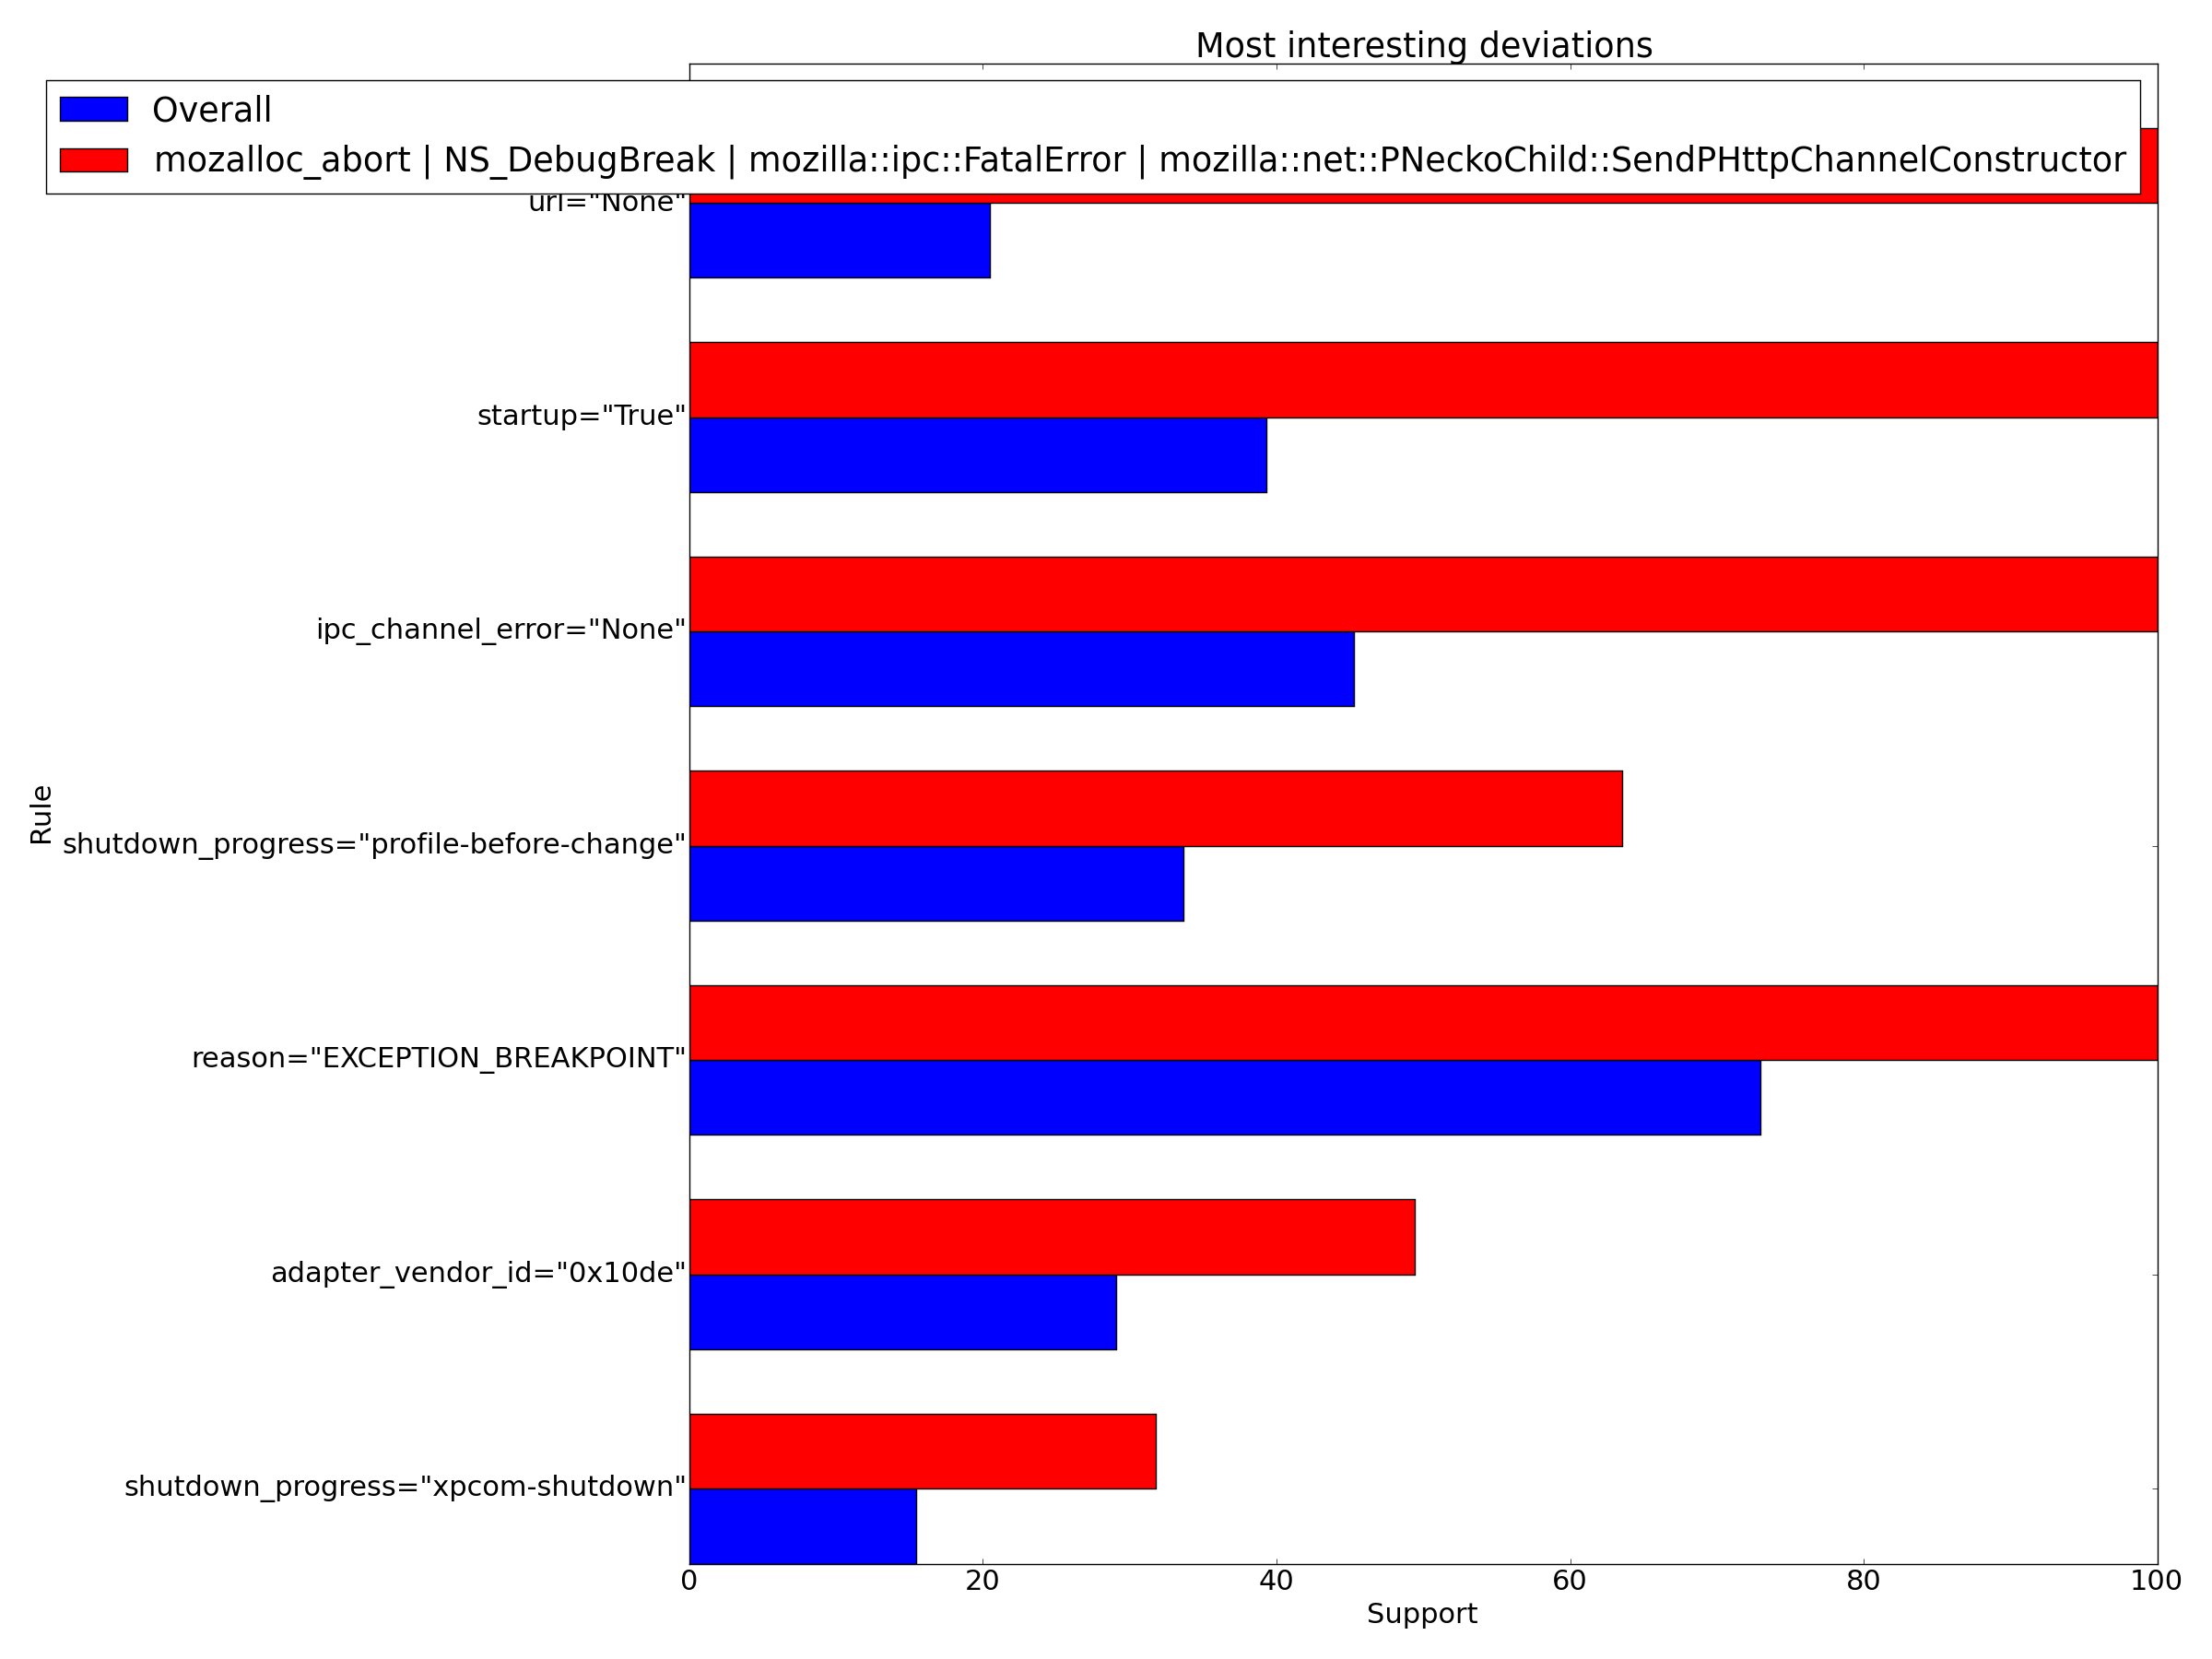 Most interesting deviations
Overall
mozalloc_abort | NS_DebugBreak | mozilla::ipc::FatalError | mozilla::net::PNeckoChild::SendPHttpChannelConstructor
url="None"
startup="True"
ipc_channel_error="None"
Rule
shutdown_progress="profile-before-change"
reason="EXCEPTION_BREAKPOINT"
adapter_vendor_id="0x10de"
shutdown_progress="xpcom-shutdown"
0 20 40 60 80 100
Support